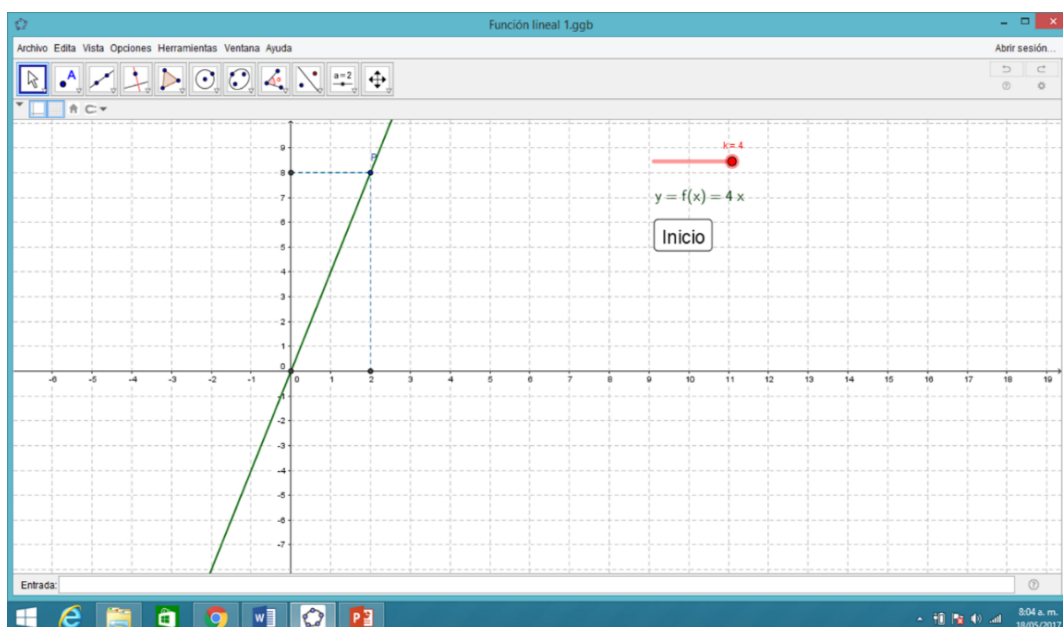 Función lineal 1.ggb
Archivo Edita Vista Opciones Herramientas Ventana Ayuda
Abrir sesión...
A
a=2
k=4
y = f(x) = 4 x
Inicio
P
9
8
7
6
5
4
3
2
1
0
-6 -5 -4 -3 -2 -1 0 1 2 3 4 5 6 7 8 9 10 11 12 13 14 15 16 17 18 19
-1
-2
-3
-4
-5
-6
-7
Entrada:
8:04 a. m.
18/05/2017